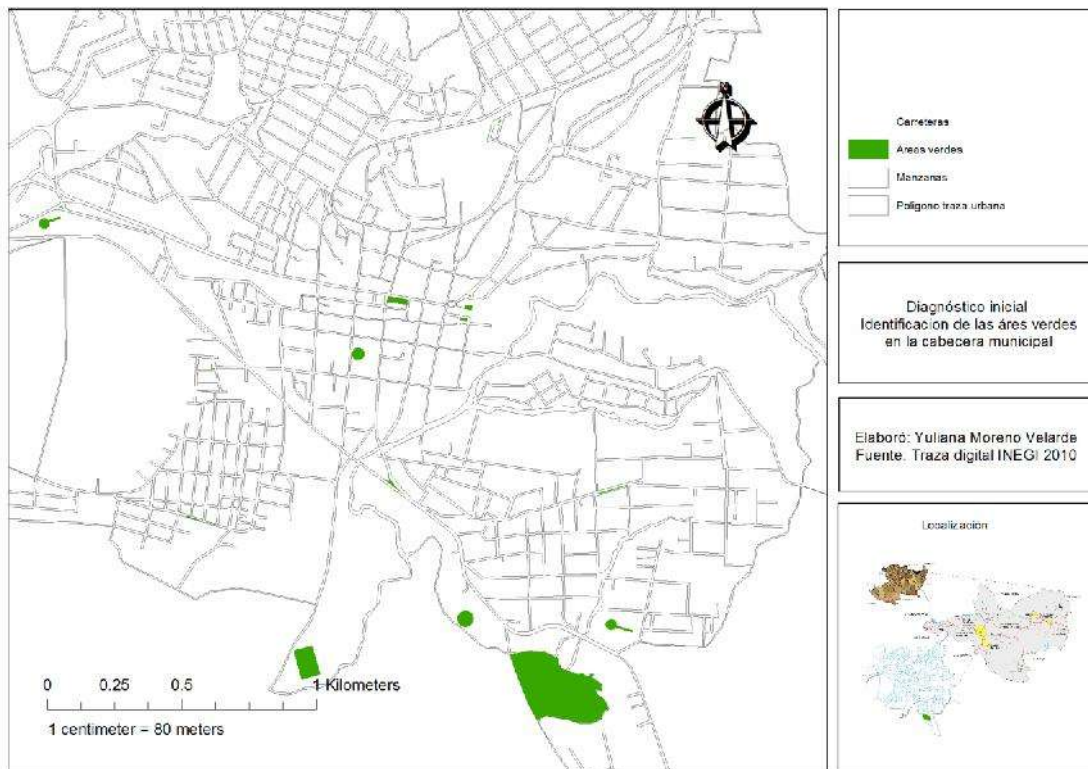 Carreteras
Areas verdes
Manzanas
Poligono traza urbana
Diagnóstico inicial
Identificacion de las áres verdes
en la cabecera municipal
Elaboró: Yuliana Moreno Velarde
Fuente: Traza digital INEGI 2010
Localización
0 0.25 0.5 1 Kilometers
1 centimeter = 80 meters